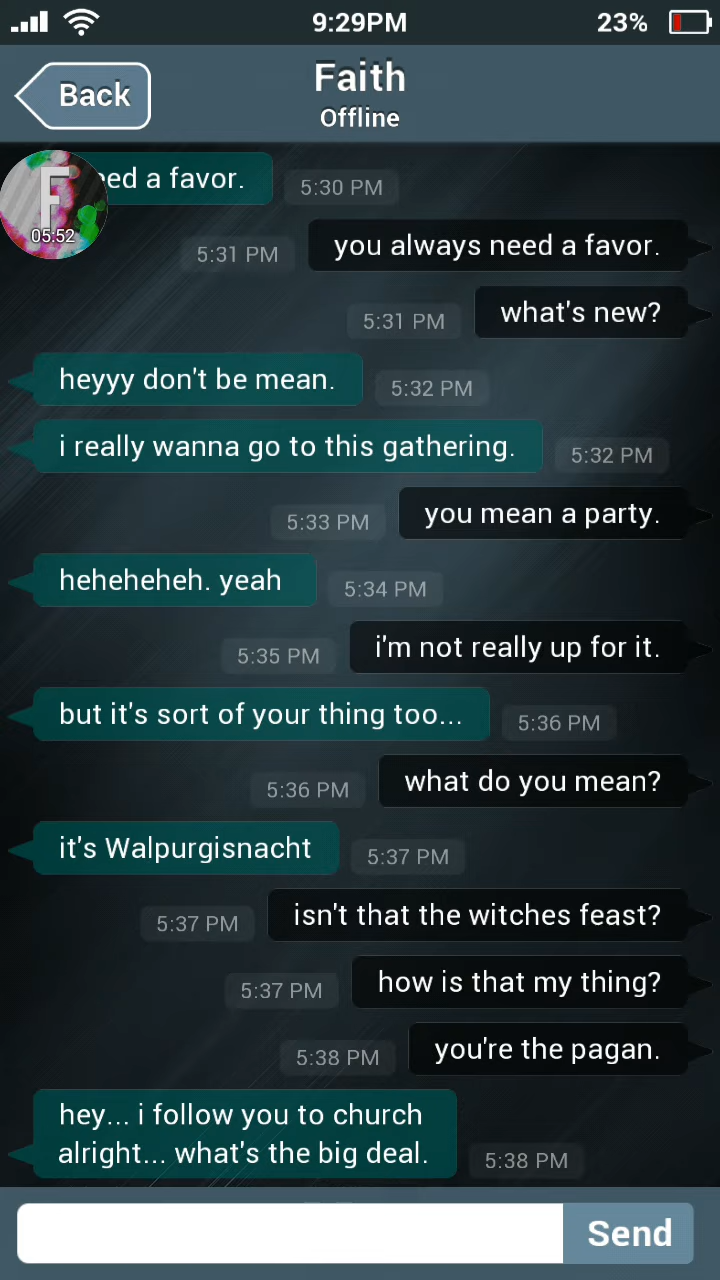 9:29PM
23%
Back
Faith
Offline
F
05:52
ed a favor.
5:30 PM
5:31 PM
you always need a favor.
5:31 PM
what's new?
heyyy don't be mean.
5:32 PM
i really wanna go to this gathering.
5:32 PM
5:33 PM
you mean a party.
heheheheh. yeah
5:34 PM
5:35 PM
i'm not really up for it.
but it's sort of your thing too...
5:36 PM
5:36 PM
what do you mean?
it's Walpurgisnacht
5:37 PM
5:37 PM
isn't that the witches feast?
5:37 PM
how is that my thing?
5:38 PM
you're the pagan.
hey... i follow you to church
alright... what's the big deal.
5:38 PM
Send